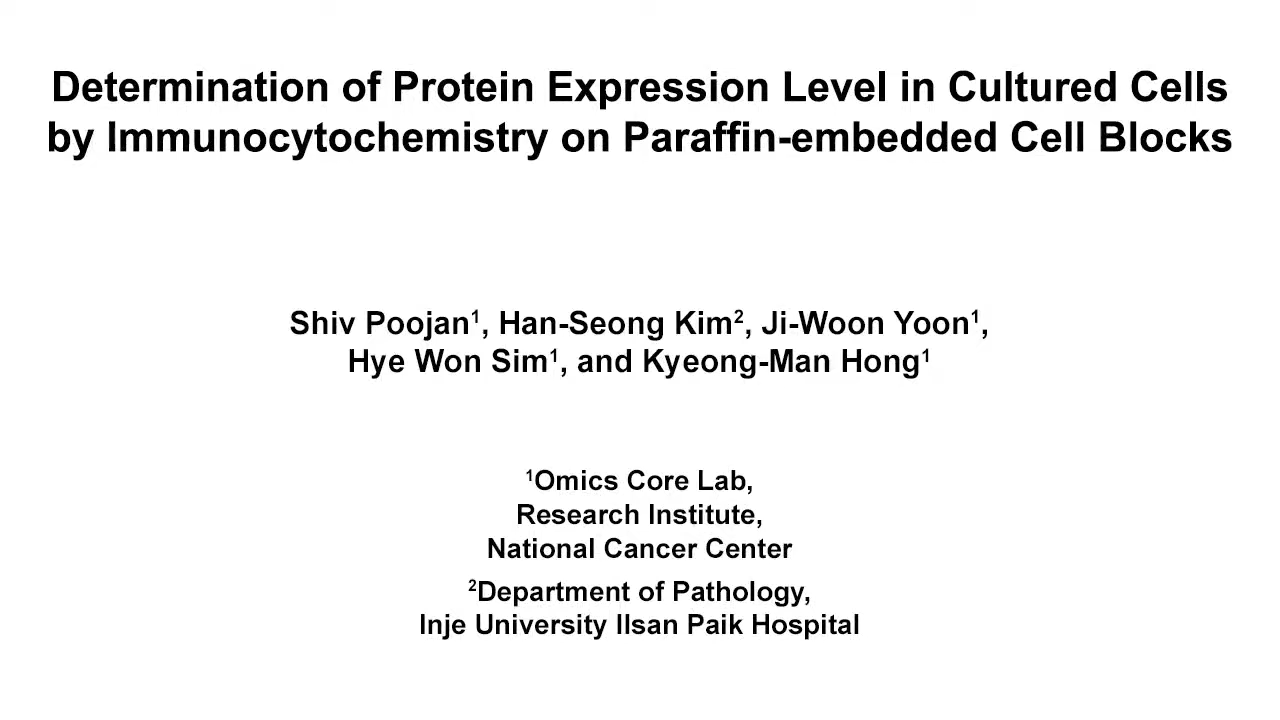 Determination of Protein Expression Level in Cultured Cells
by Immunocytochemistry on Paraffin-embedded Cell Blocks
Shiv Poojan¹, Han-Seong Kim², Ji-Woon Yoon¹,
Hye Won Sim¹, and Kyeong-Man Hong¹
¹Omics Core Lab,
Research Institute,
National Cancer Center
²Department of Pathology,
Inje University Ilsan Paik Hospital